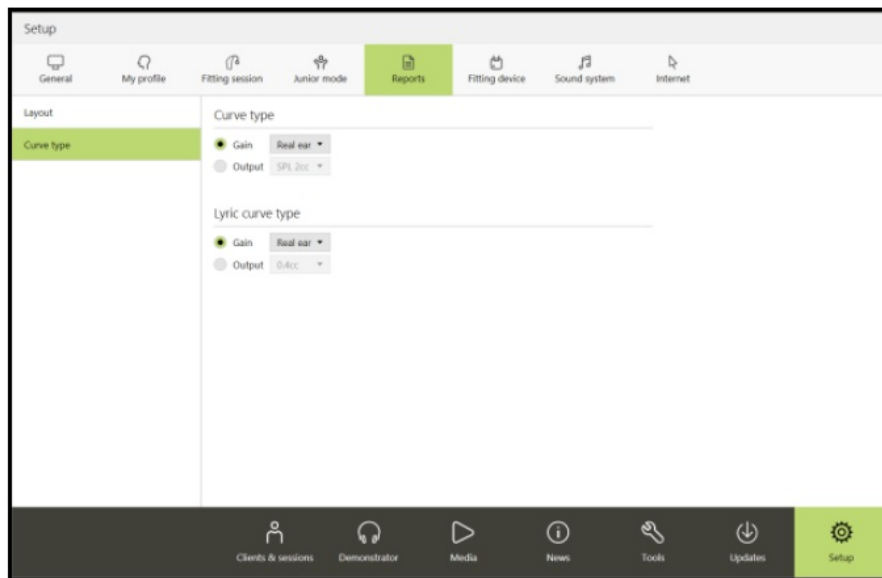 Setup
General My profile Fitting session Junior mode Reports Fitting device Sound system Internet
Layout
Curve type
Curve type
Gain Real ear
Output SPL 2cc
Lyric curve type
Gain Real ear
Output 0.4cc
Clients & sessions Demonstrator Media News Tools Updates Setup